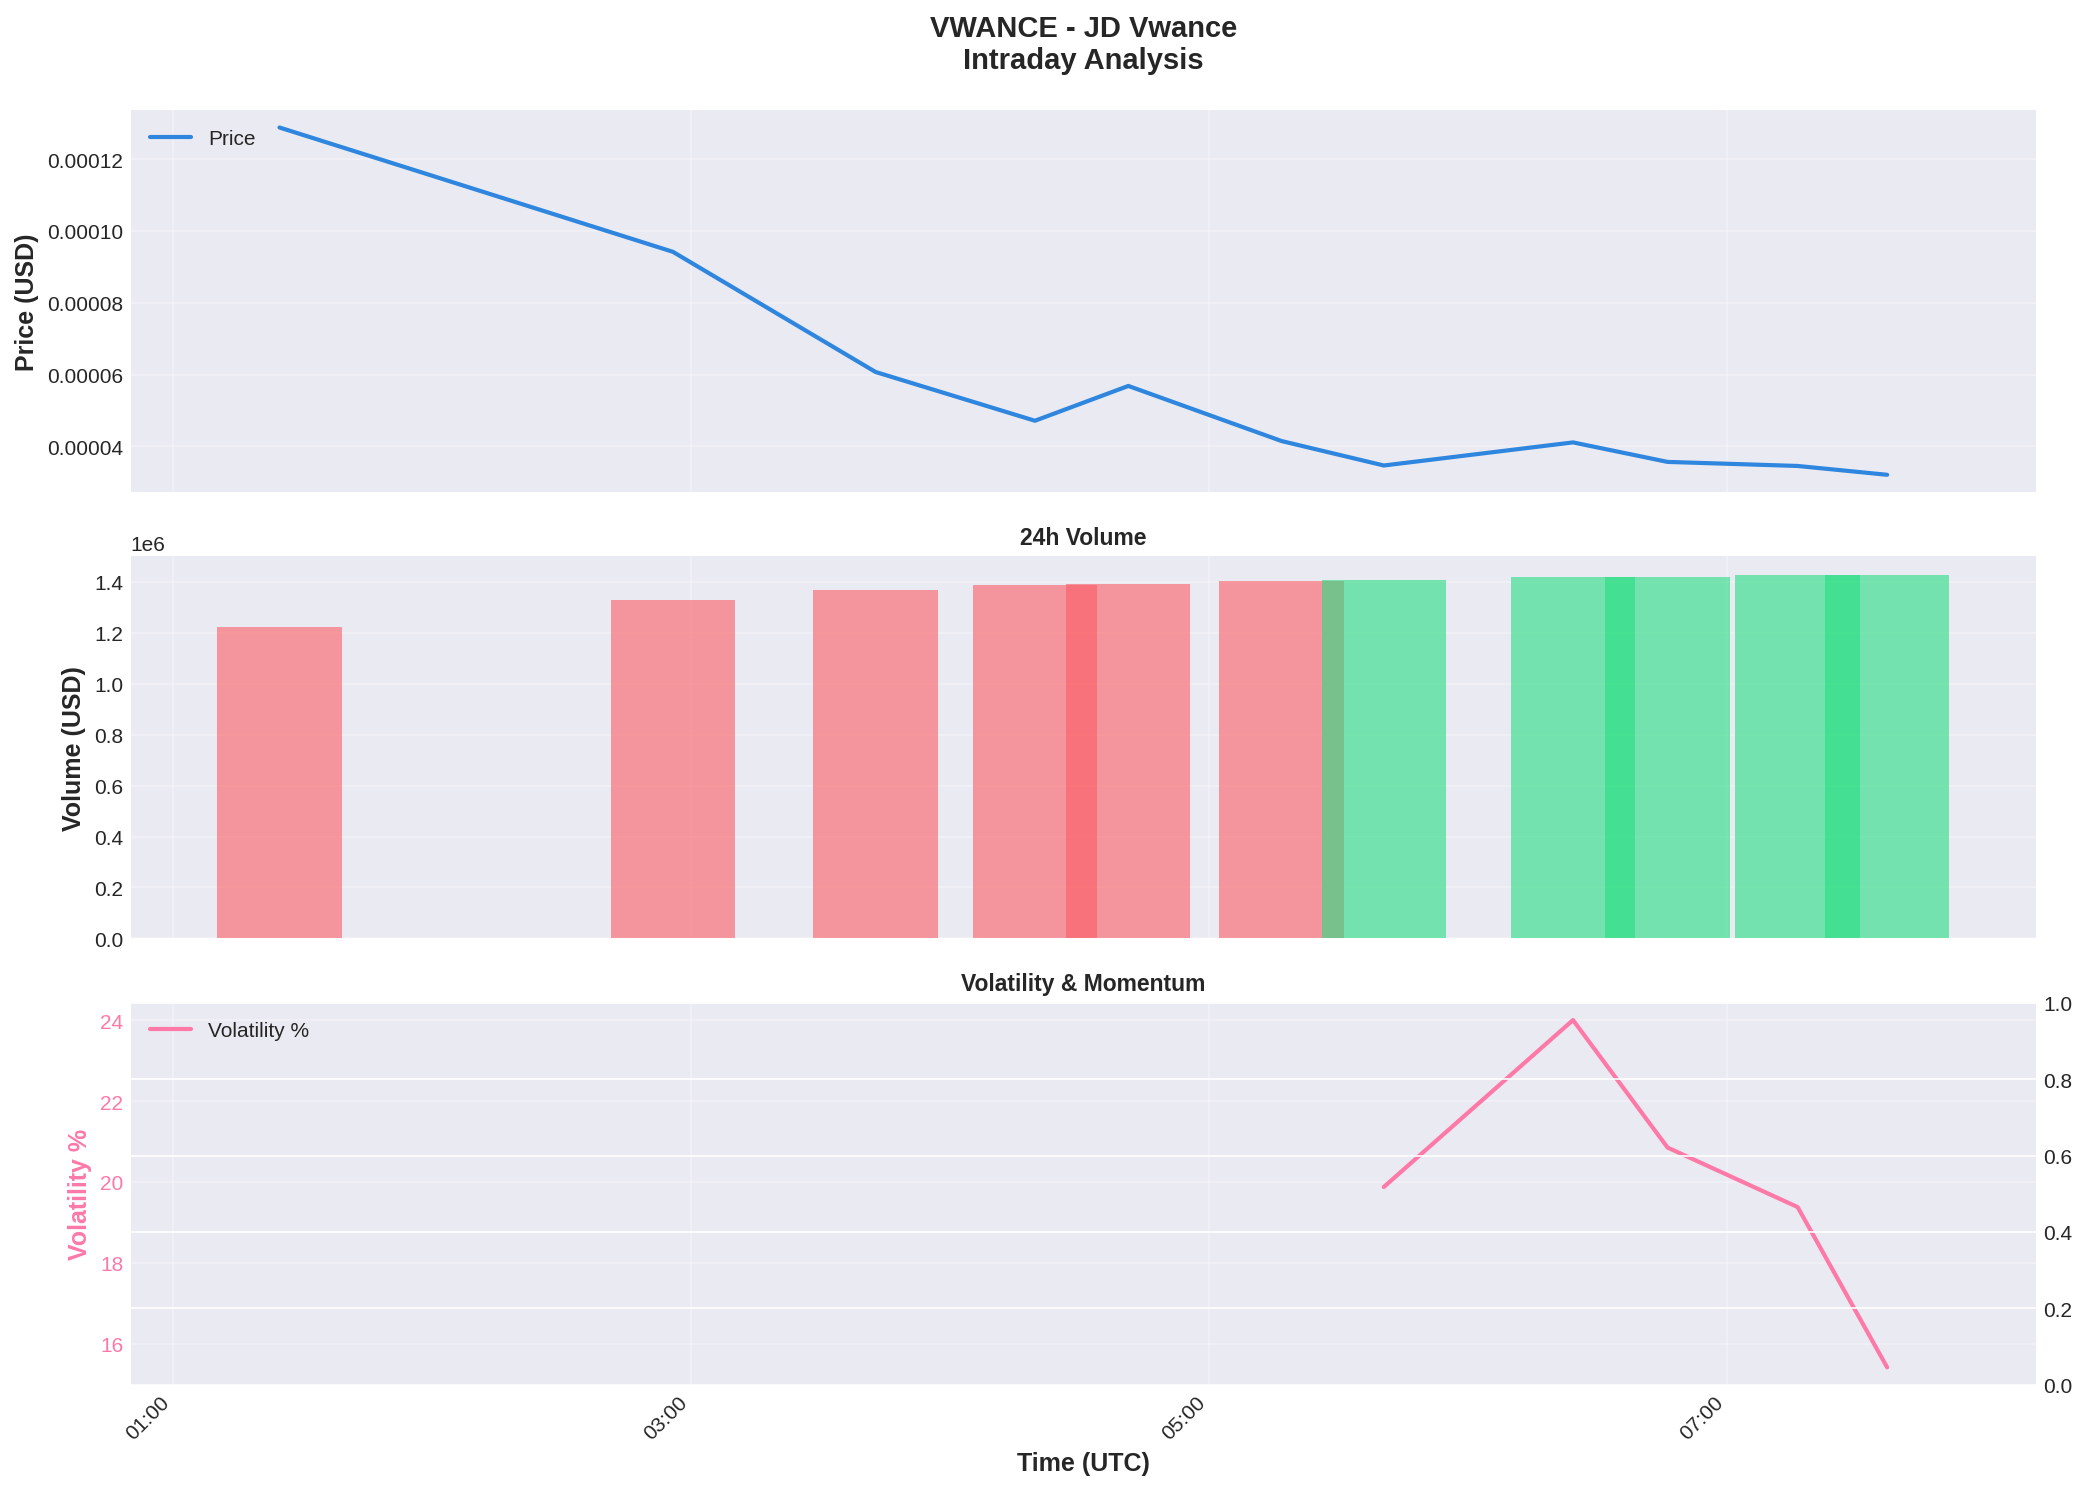 VWANCE - JD Vwance
Intraday Analysis
Price
0.00012
0.00010
0.00008
0.00006
0.00004
Price (USD)
24h Volume
1e6
1.4
1.2
1.0
0.8
0.6
0.4
0.2
0.0
Volume (USD)
Volatility & Momentum
Volatility %
24
22
20
18
16
Volatility %
1.0
0.8
0.6
0.4
0.2
0.0
01:00
03:00
05:00
07:00
Time (UTC)